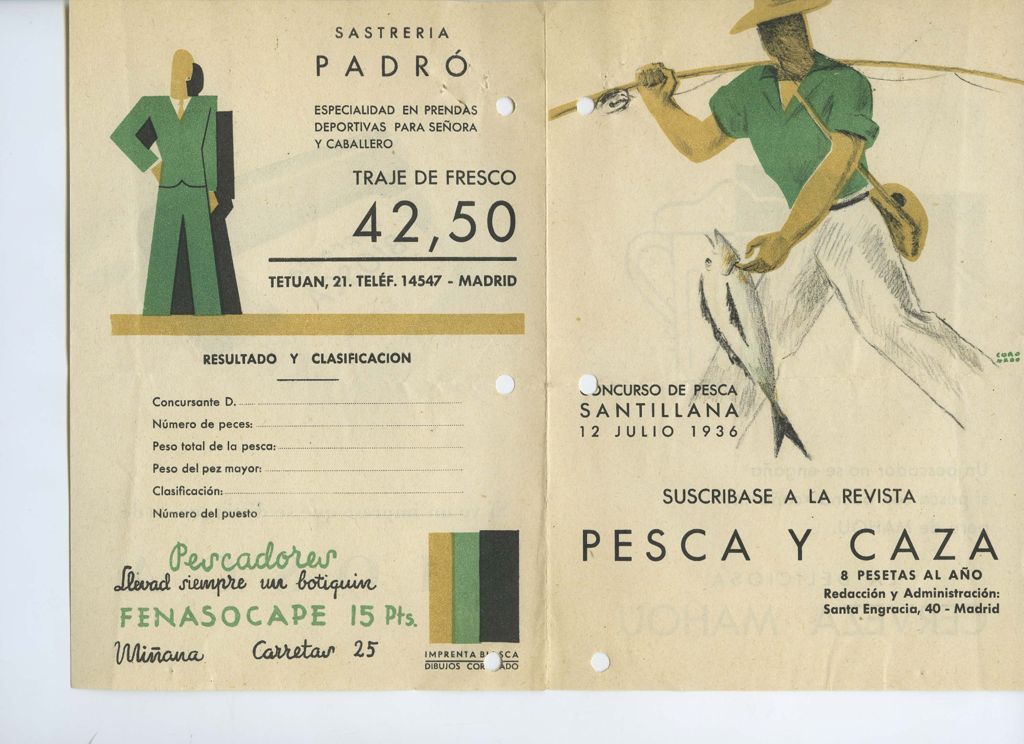 SASTRERIA
PADRÓ
ESPECIALIDAD EN PRENDAS
DEPORTIVAS PARA SEÑORA
Y CABALLERO
TRAJE DE FRESCO
42,50
TETUAN, 21. TELÉF. 14547 - MADRID
RESULTADO Y CLASIFICACION
Concursante D.
Número de peces:
Peso total de la pesca:
Peso del pez mayor:
Clasificación:
Número del puesto
Pescadores
Llevad siempre un botiquin
FENASOCAPE 15 Pts.
Miñana Carretas 25
IMPRENTA
DIBUJOS
CORONADO
CONCURSO DE PESCA
SANTILLANA
12 JULIO 1936
SUSCRIBASE A LA REVISTA
PESCA Y CAZA
8 PESETAS AL AÑO
Redacción y Administración:
Santa Engracia, 40 - Madrid